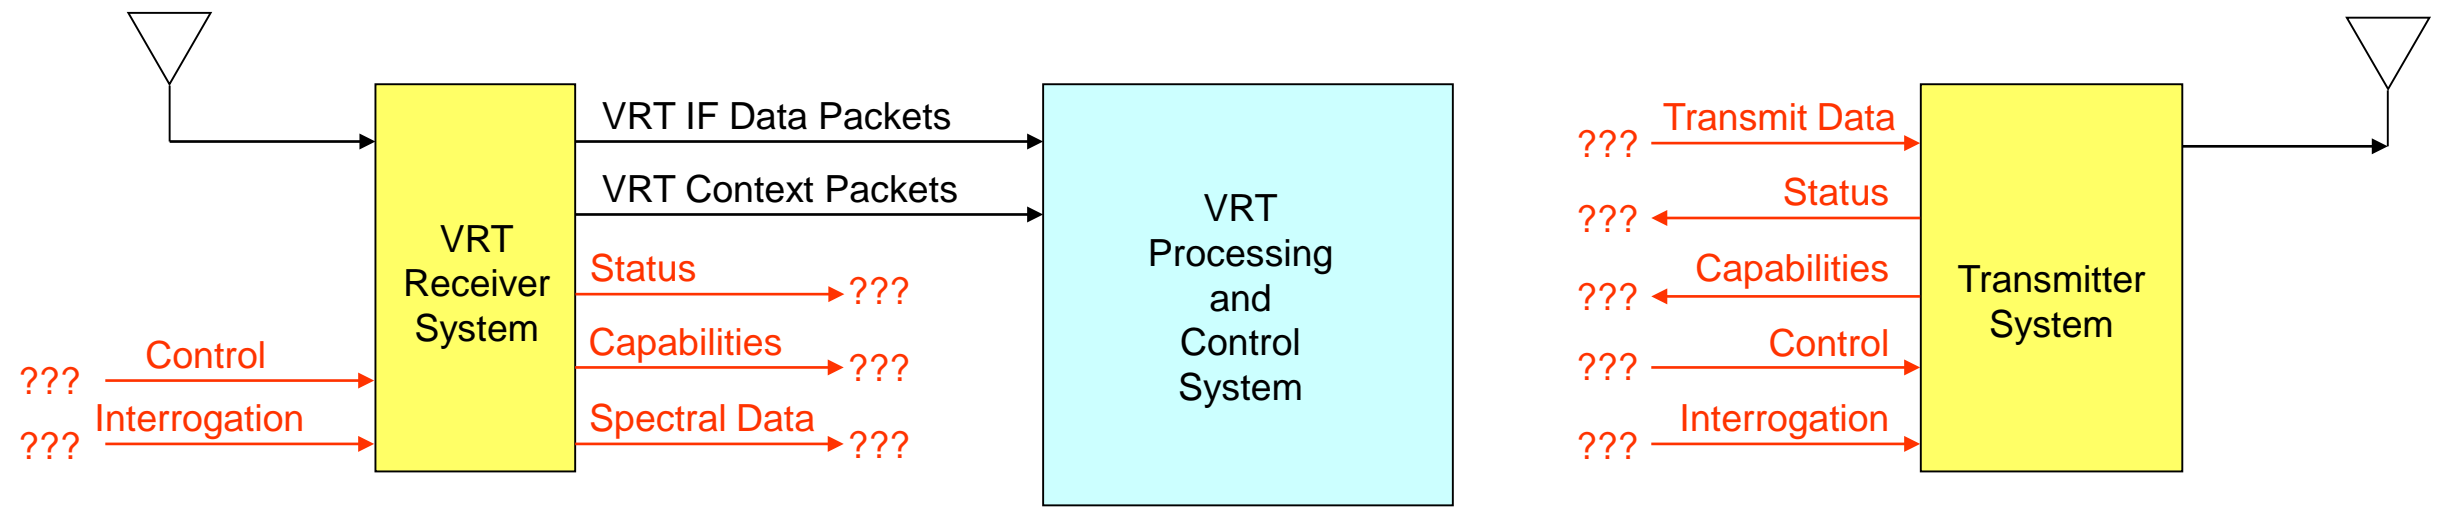 VRT IF Data Packets
VRT Context Packets
VRT
Receiver
System
Status
???
Capabilities
???
Spectral Data
???
Control
???
Interrogation
???
VRT
Processing
and
Control
System
Transmit Data
???
Status
???
Capabilities
???
Control
???
Interrogation
???
Transmitter
System